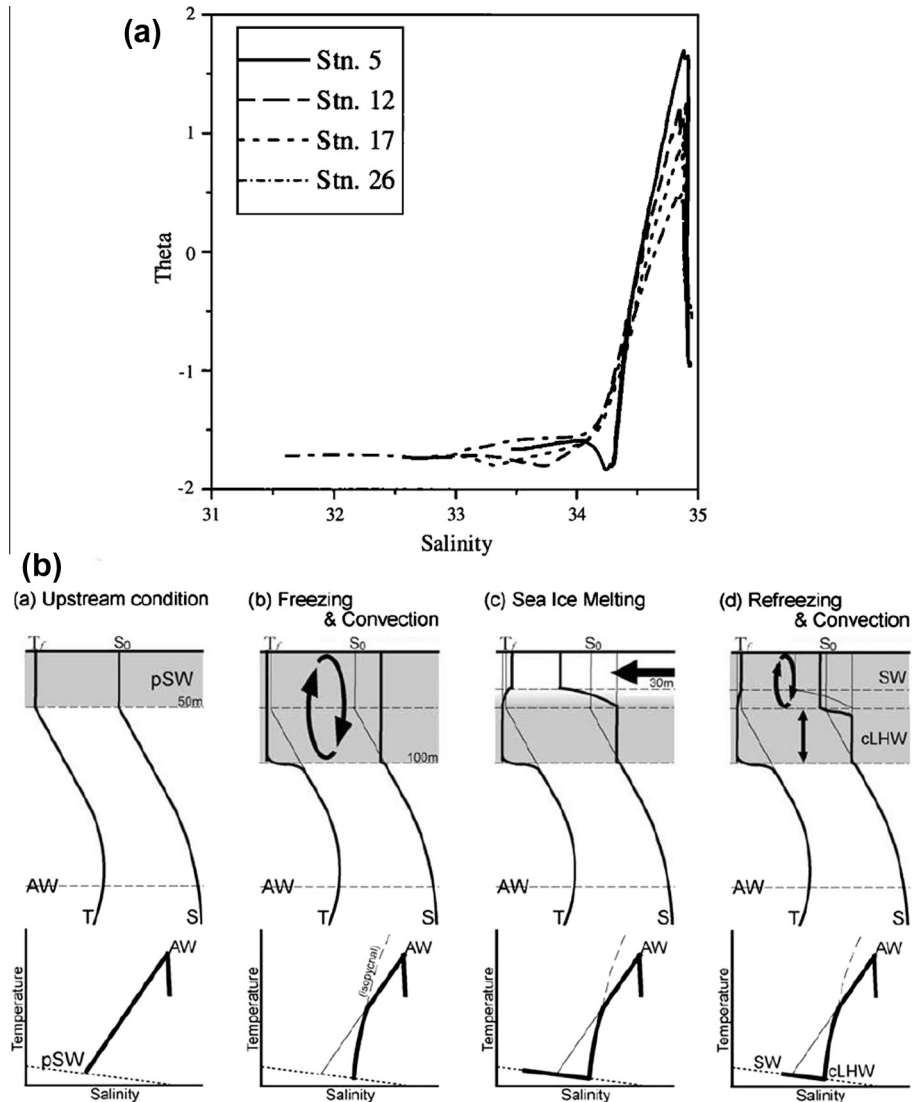 (a)
Stn. 5
Stn. 12
Stn. 17
Stn. 26
2
1
0
-1
-2
Theta
31 32 33 34 35
Salinity
(b)
(a) Upstream condition
(b) Freezing & Convection
(c) Sea Ice Melting
(d) Refreezing & Convection
Tf S0
pSW
50m
AW
T S
Tf S0
100m
AW
T S
Tf S0
30m
AW
T S
Tf S0
SW
cLHW
AW
T S
Temperature
AW
pSW
Salinity
Temperature
(isopycnal)
AW
Salinity
Temperature
AW
Salinity
Temperature
AW
SW
cLHW
Salinity